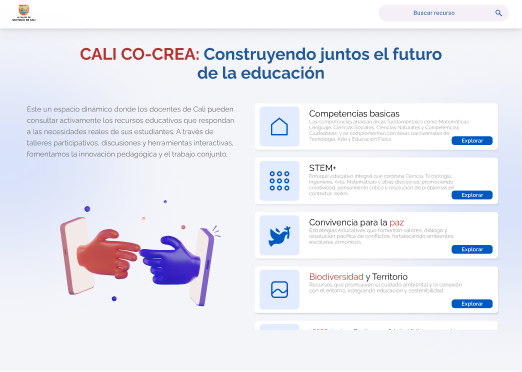 ALCALDÍA DE
SANTIAGO DE CALI
Buscar recurso
CALI CO-CREA: Construyendo juntos el futuro
de la educación
Este un espacio dinámico donde los docentes de Cali pueden
consultar activamente los recursos educativos que respondan
a las necesidades reales de sus estudiantes. A través de
talleres participativos, discusiones y herramientas interactivas,
fomentamos la innovación pedagógica y el trabajo conjunto.
Competencias basicas
Las competencias abarcan áreas fundamentales como Matemáticas,
Lenguaje, Ciencias Sociales, Ciencias Naturales y Competencias
Ciudadanas, y se complementan con áreas transversales de
Tecnología, Arte y Educación Física.
Explorar
STEM+
Enfoque educativo integral que combina Ciencia, Tecnología,
Ingeniería, Arte, Matemáticas y otras disciplinas, promoviendo
creatividad, pensamiento crítico y resolución de problemas en
contextos reales.
Explorar
Convivencia para la paz
Estrategias educativas que fomentan valores, diálogo y
resolución pacífica de conflictos, fortaleciendo ambientes
escolares armónicos.
Explorar
Biodiversidad y Territorio
Recursos que promueven el cuidado ambiental y la conexión
con el entorno, integrando educación y sostenibilidad.
Explorar